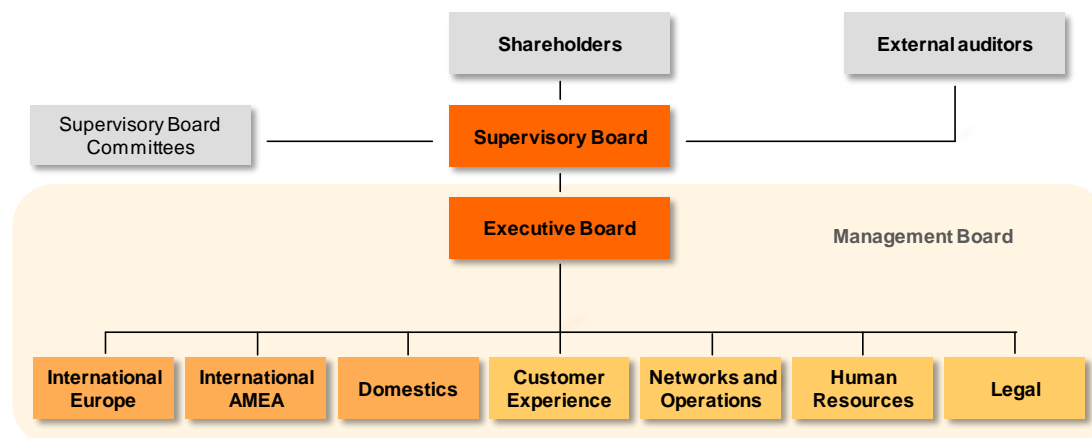 Shareholders
External auditors
Supervisory Board
Committees
Supervisory Board
Executive Board
Management Board
International
Europe
International
AMEA
Domestics
Customer
Experience
Networks and
Operations
Human
Resources
Legal